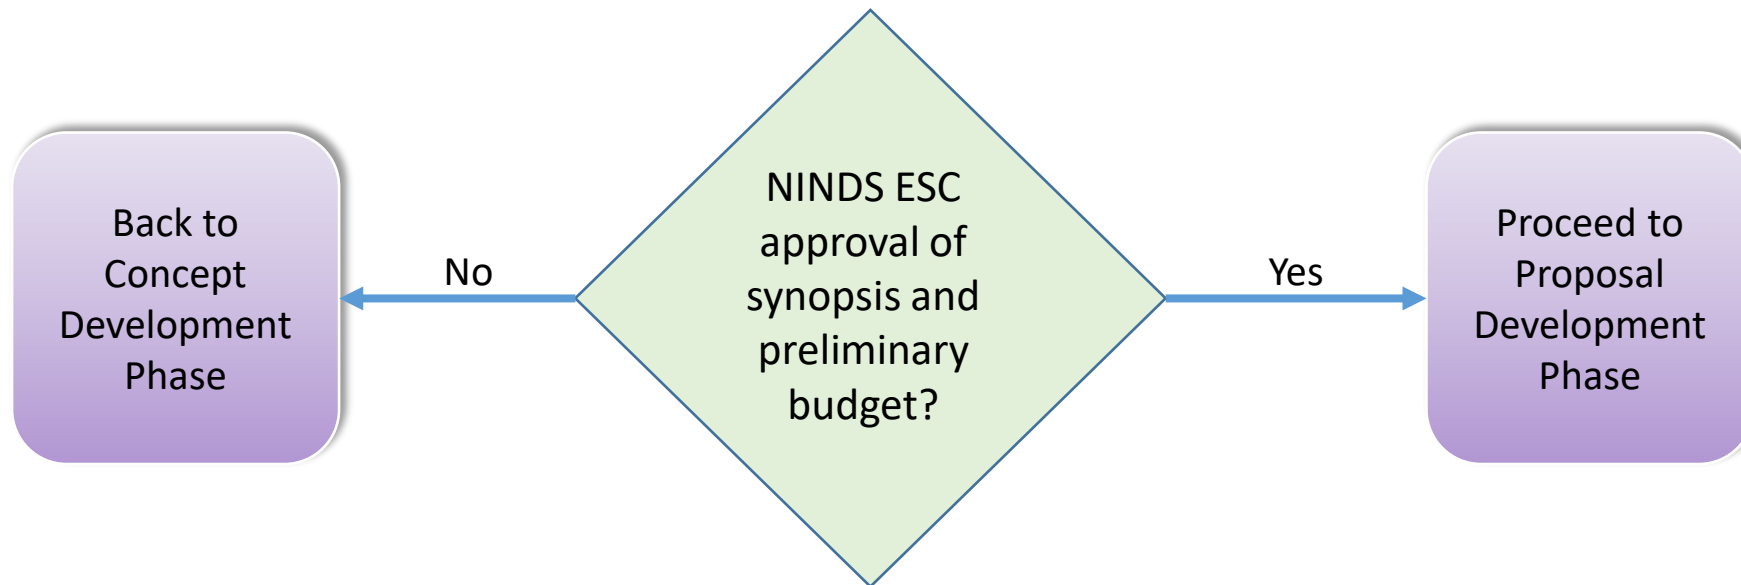 Back to
Concept
Development
Phase
No
NINDS ESC
approval of
synopsis and
preliminary
budget?
Yes
Proceed to
Proposal
Development
Phase